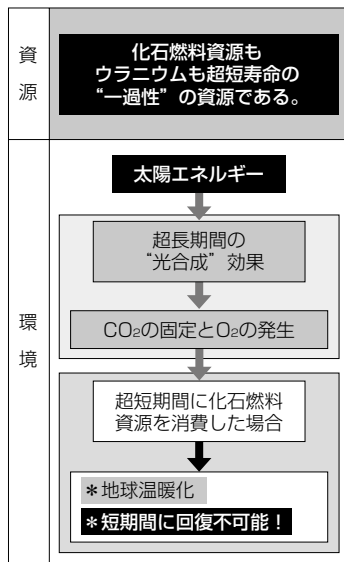 資源
化石燃料資源も
ウラニウムも超短寿命の
“一過性”の資源である。
環境
太陽エネルギー
超長期間の
“光合成”効果
CO₂の固定とO₂の発生
超短期間に化石燃料
資源を消費した場合
＊地球温暖化
＊短期間に回復不可能！